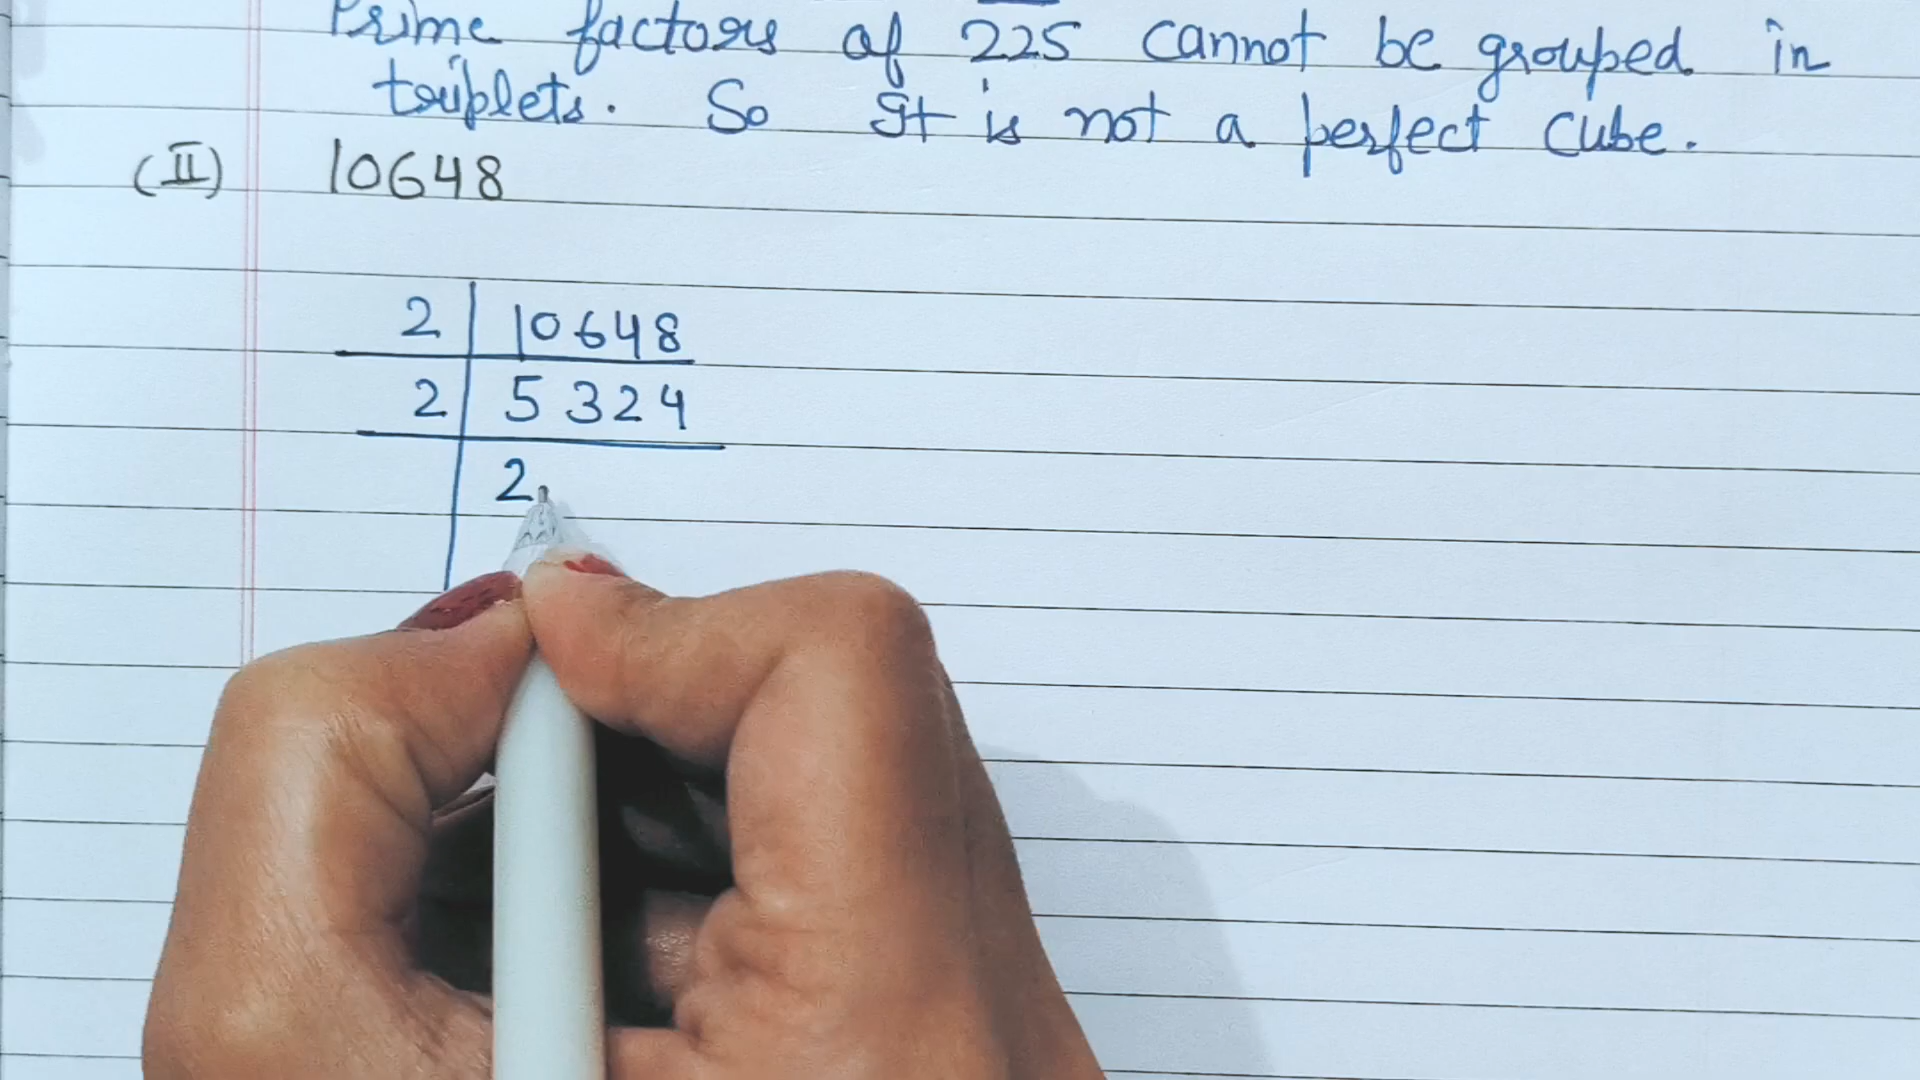 Prime factors of 225 cannot be grouped in
triplets. So It is not a perfect cube.
(II) 10648
2 | 10648
2 | 5324
2